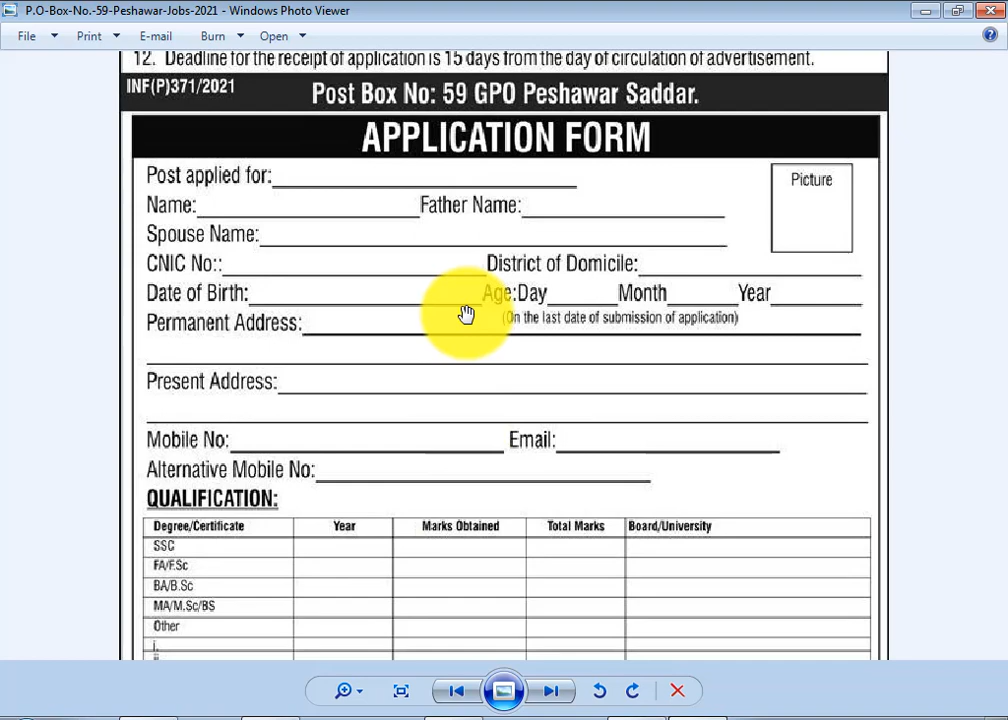 P.O-Box-No.-59-Peshawar-Jobs-2021 - Windows Photo Viewer
File Print E-mail Burn Open
12. Deadline for the receipt of application is 15 days from the day of circulation of advertisement.
INF(P)371/2021
Post Box No: 59 GPO Peshawar Saddar.
APPLICATION FORM
Post applied for:
Picture
Name: Father Name:
Spouse Name:
CNIC No:: District of Domicile:
Date of Birth: Age:Day Month Year
Permanent Address: (On the last date of submission of application)
Present Address:
Mobile No: Email:
Alternative Mobile No:
QUALIFICATION:
Degree/Certificate Year Marks Obtained Total Marks Board/University
SSC
FA/F.Sc
BA/B.Sc
MA/M.Sc/BS
Other
i.